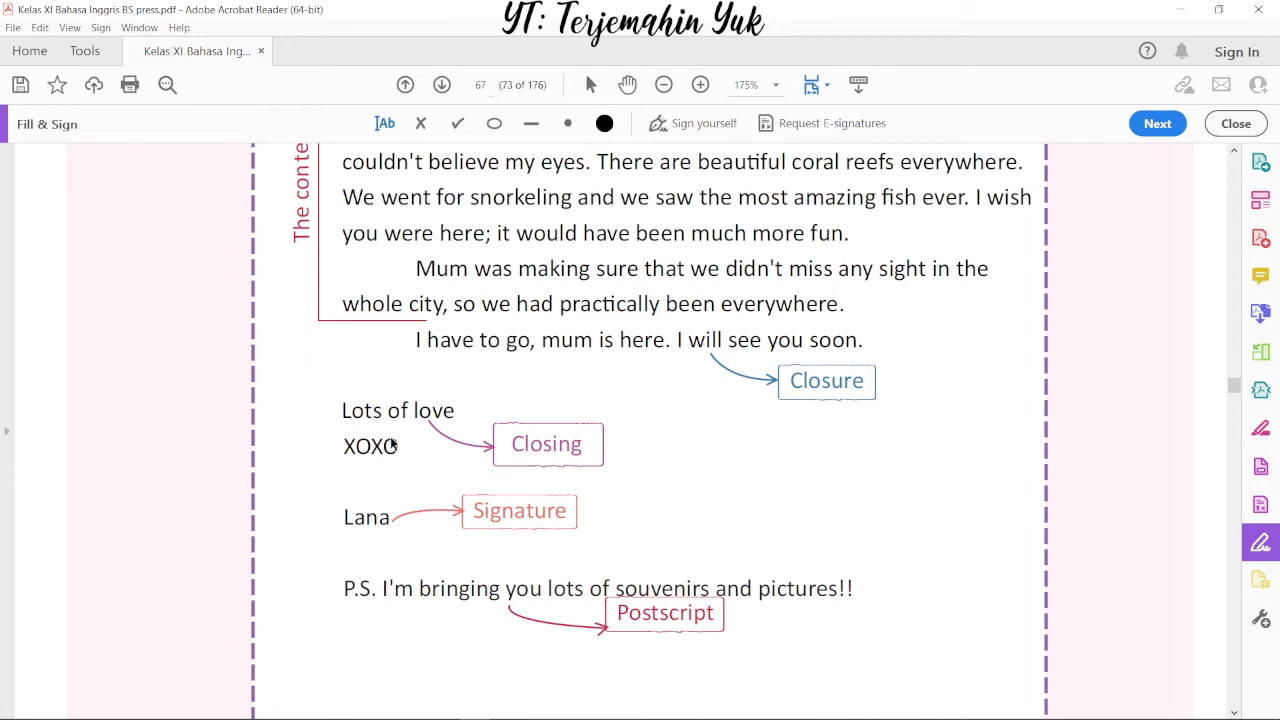 Kelas XI Bahasa Inggris BS press.pdf - Adobe Acrobat Reader (64-bit)
YT: Terjemahin Yuk
File Edit View Sign Window Help
Home Tools Kelas XI Bahasa Ing... × Sign In
67 (73 of 176) 175%
Fill & Sign Ab Sign yourself Request E-signatures Next Close
The conte
couldn't believe my eyes. There are beautiful coral reefs everywhere.
We went for snorkeling and we saw the most amazing fish ever. I wish
you were here; it would have been much more fun.
Mum was making sure that we didn't miss any sight in the
whole city, so we had practically been everywhere.
I have to go, mum is here. I will see you soon.
Closure
Lots of love
XOXO
Closing
Lana
Signature
P.S. I'm bringing you lots of souvenirs and pictures!!
Postscript